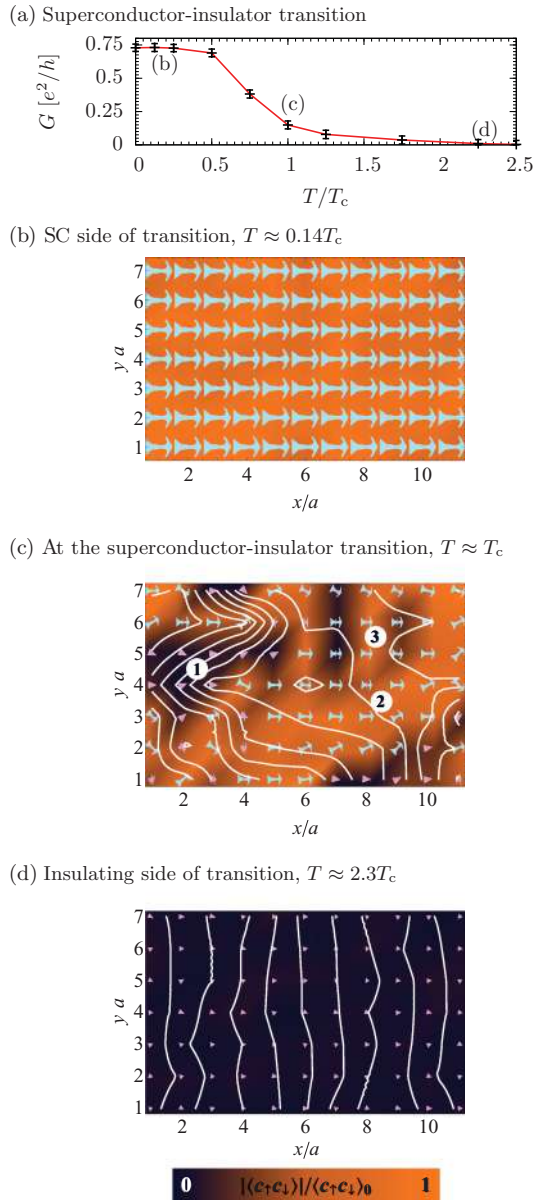 (a) Superconductor-insulator transition
G [e²/h]
0.75
0.5
0.25
0
(b)
(c)
(d)
0 0.5 1 1.5 2 2.5
T/T_c
(b) SC side of transition, T ≈ 0.14T_c
y a
7
6
5
4
3
2
1
2 4 6 8 10
x/a
(c) At the superconductor-insulator transition, T ≈ T_c
y a
7
6
5
4
3
2
1
1
2
3
2 4 6 8 10
x/a
(d) Insulating side of transition, T ≈ 2.3T_c
y a
7
6
5
4
3
2
1
2 4 6 8 10
x/a
0 |⟨c↑c↓⟩|/⟨c↑c↓⟩₀ 1